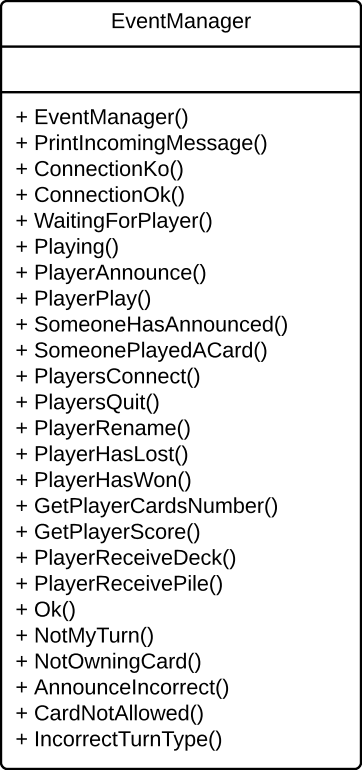 EventManager
+ EventManager()
+ PrintIncomingMessage()
+ ConnectionKo()
+ ConnectionOk()
+ WaitingForPlayer()
+ Playing()
+ PlayerAnnounce()
+ PlayerPlay()
+ SomeoneHasAnnounced()
+ SomeonePlayedACard()
+ PlayersConnect()
+ PlayersQuit()
+ PlayerRename()
+ PlayerHasLost()
+ PlayerHasWon()
+ GetPlayerCardsNumber()
+ GetPlayerScore()
+ PlayerReceiveDeck()
+ PlayerReceivePile()
+ Ok()
+ NotMyTurn()
+ NotOwningCard()
+ AnnounceIncorrect()
+ CardNotAllowed()
+ IncorrectTurnType()